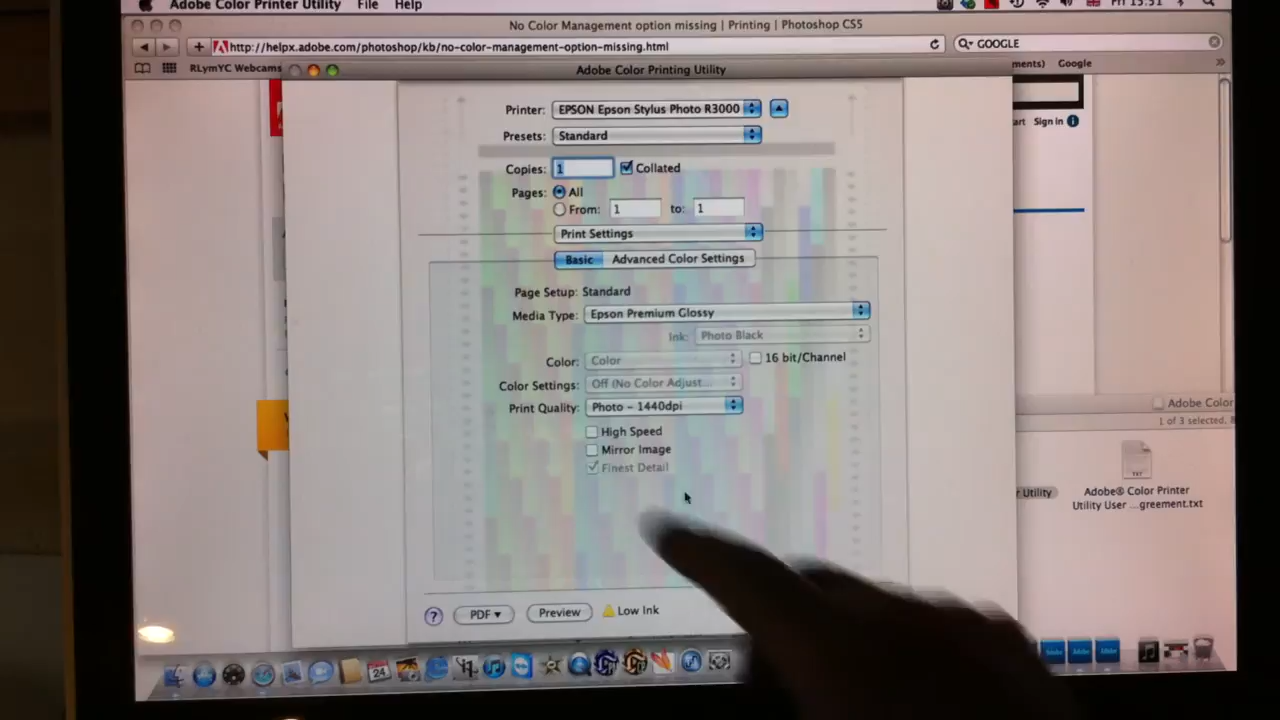 Adobe Color Printer Utility File Help
Fri 15:51
No Color Management option missing | Printing | Photoshop CS5
http://helpx.adobe.com/photoshop/kb/no-color-management-option-missing.html
GOOGLE
RLymYC Webcams
ments) Google
Adobe Color Printing Utility
Printer: EPSON Epson Stylus Photo R3000
Sign in
Presets: Standard
Copies: 1 Collated
Pages: All
From: 1 to: 1
Print Settings
Basic Advanced Color Settings
Page Setup: Standard
Media Type: Epson Premium Glossy
Ink: Photo Black
Color: Color 16 bit/Channel
Color Settings: Off (No Color Adjust...
Print Quality: Photo - 1440dpi
High Speed
Mirror Image
Finest Detail
Adobe Color
1 of 3 selected,
TXT
r Utility
Adobe® Color Printer
Utility User ...greement.txt
? PDF Preview Low Ink
24